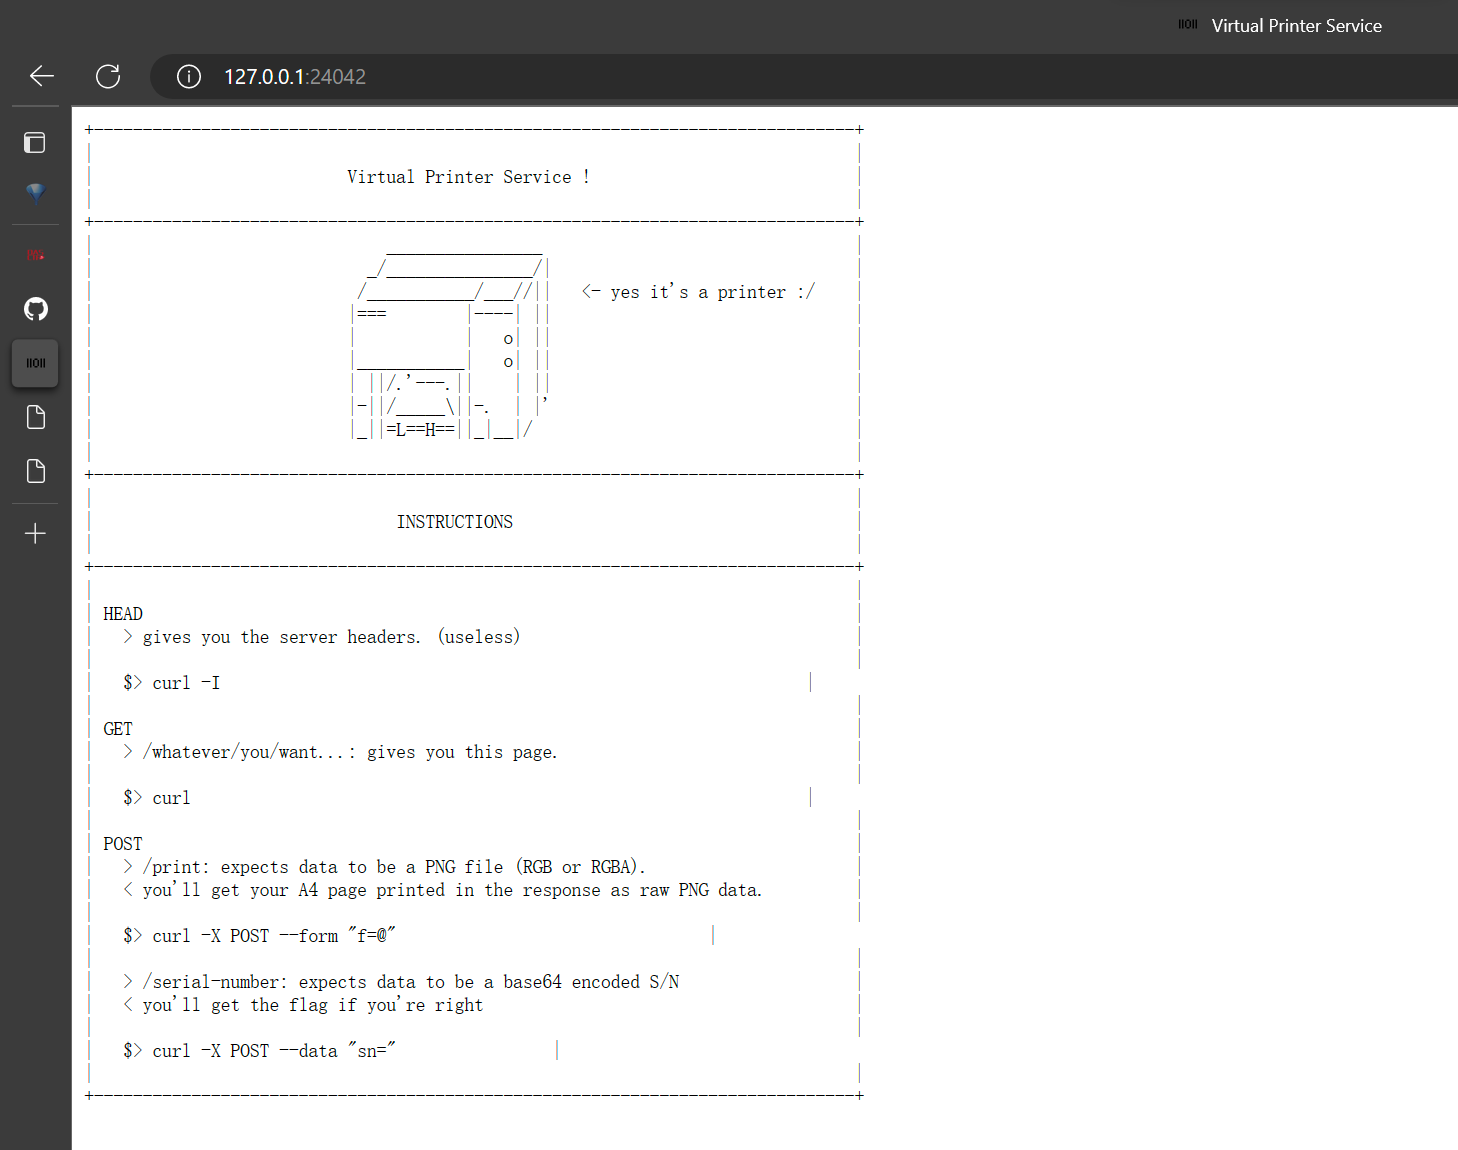 Virtual Printer Service
127.0.0.1:24042
Virtual Printer Service !
<- yes it's a printer :/
===
----
o
o
=L==H==
INSTRUCTIONS
HEAD
> gives you the server headers. (useless)
$> curl -I
GET
> /whatever/you/want...: gives you this page.
$> curl
POST
> /print: expects data to be a PNG file (RGB or RGBA).
< you'll get your A4 page printed in the response as raw PNG data.
$> curl -X POST --form "f=@"
> /serial-number: expects data to be a base64 encoded S/N
< you'll get the flag if you're right
$> curl -X POST --data "sn="